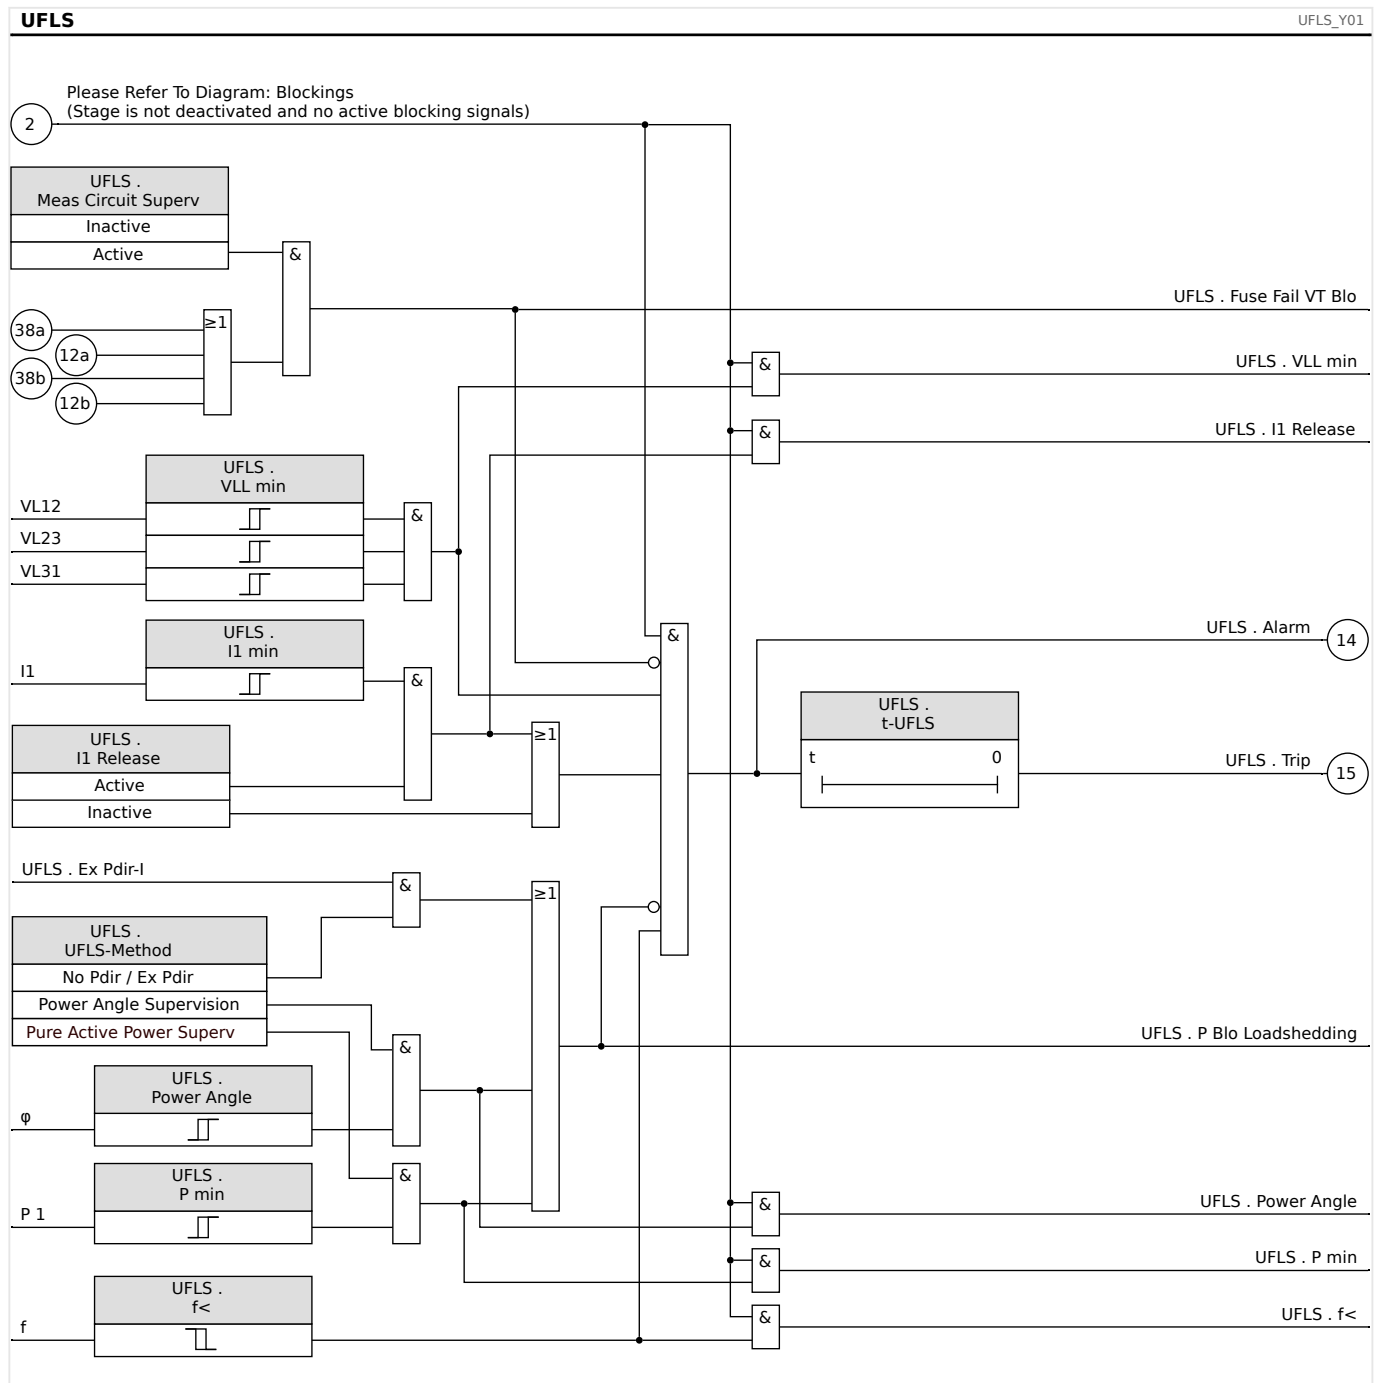 UFLS
UFLS_Y01
Please Refer To Diagram: Blockings
(Stage is not deactivated and no active blocking signals)
2
UFLS .
Meas Circuit Superv
Inactive
Active
&
UFLS . Fuse Fail VT Blo
38a
≥1
12a
38b
12b
&
UFLS . VLL min
&
UFLS . I1 Release
UFLS .
VLL min
VL12
&
VL23
VL31
UFLS .
I1 min
I1
&
&
UFLS . Alarm
14
UFLS .
I1 Release
Active
Inactive
≥1
UFLS .
t-UFLS
t
0
UFLS . Trip
15
UFLS . Ex Pdir-I
&
≥1
UFLS .
UFLS-Method
No Pdir / Ex Pdir
Power Angle Supervision
Pure Active Power Superv
&
UFLS . P Blo Loadshedding
UFLS .
Power Angle
φ
UFLS .
P min
P 1
&
&
UFLS . Power Angle
&
UFLS . P min
UFLS .
f<
f
&
UFLS . f<